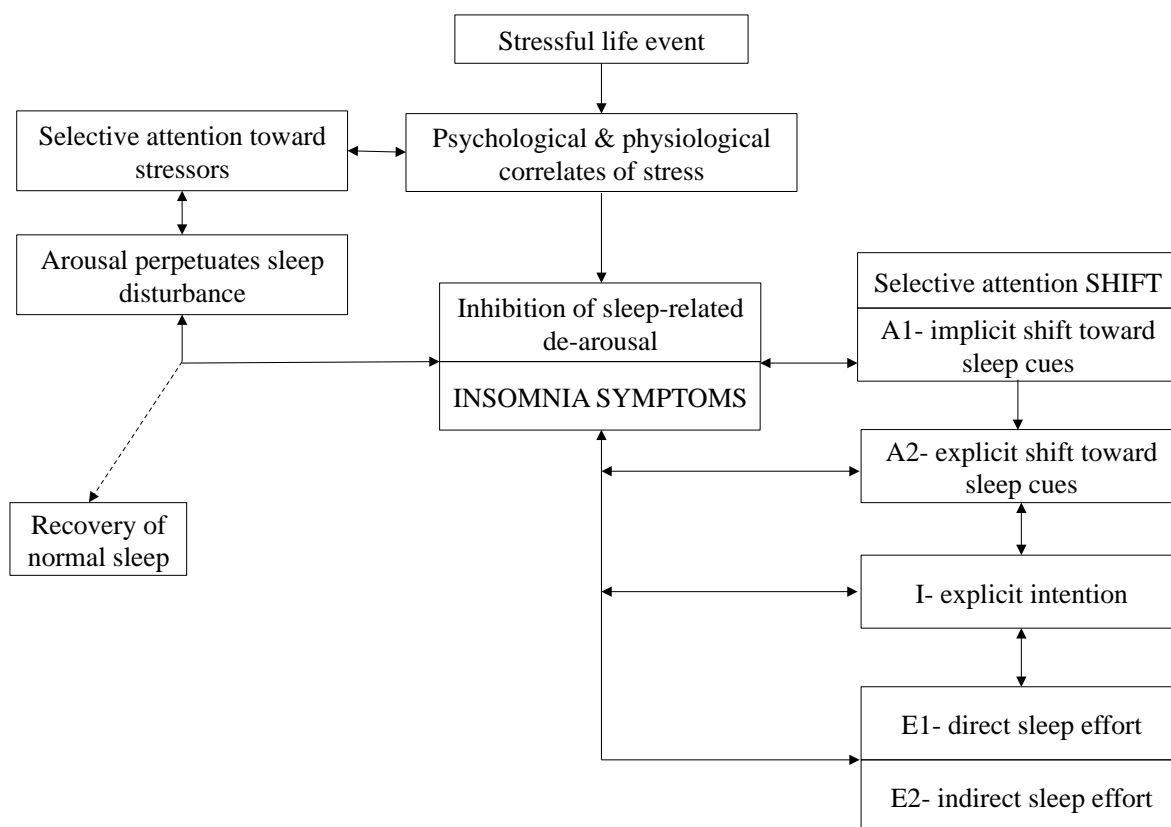 Stressful life event
Selective attention toward
stressors
Psychological & physiological
correlates of stress
Arousal perpetuates sleep
disturbance
Inhibition of sleep-related
de-arousal
INSOMNIA SYMPTOMS
Selective attention SHIFT
A1- implicit shift toward
sleep cues
A2- explicit shift toward
sleep cues
Recovery of
normal sleep
I- explicit intention
E1- direct sleep effort
E2- indirect sleep effort